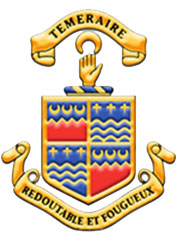 TEMERAIRE
REDOUTABLE ET FOUGUEUX